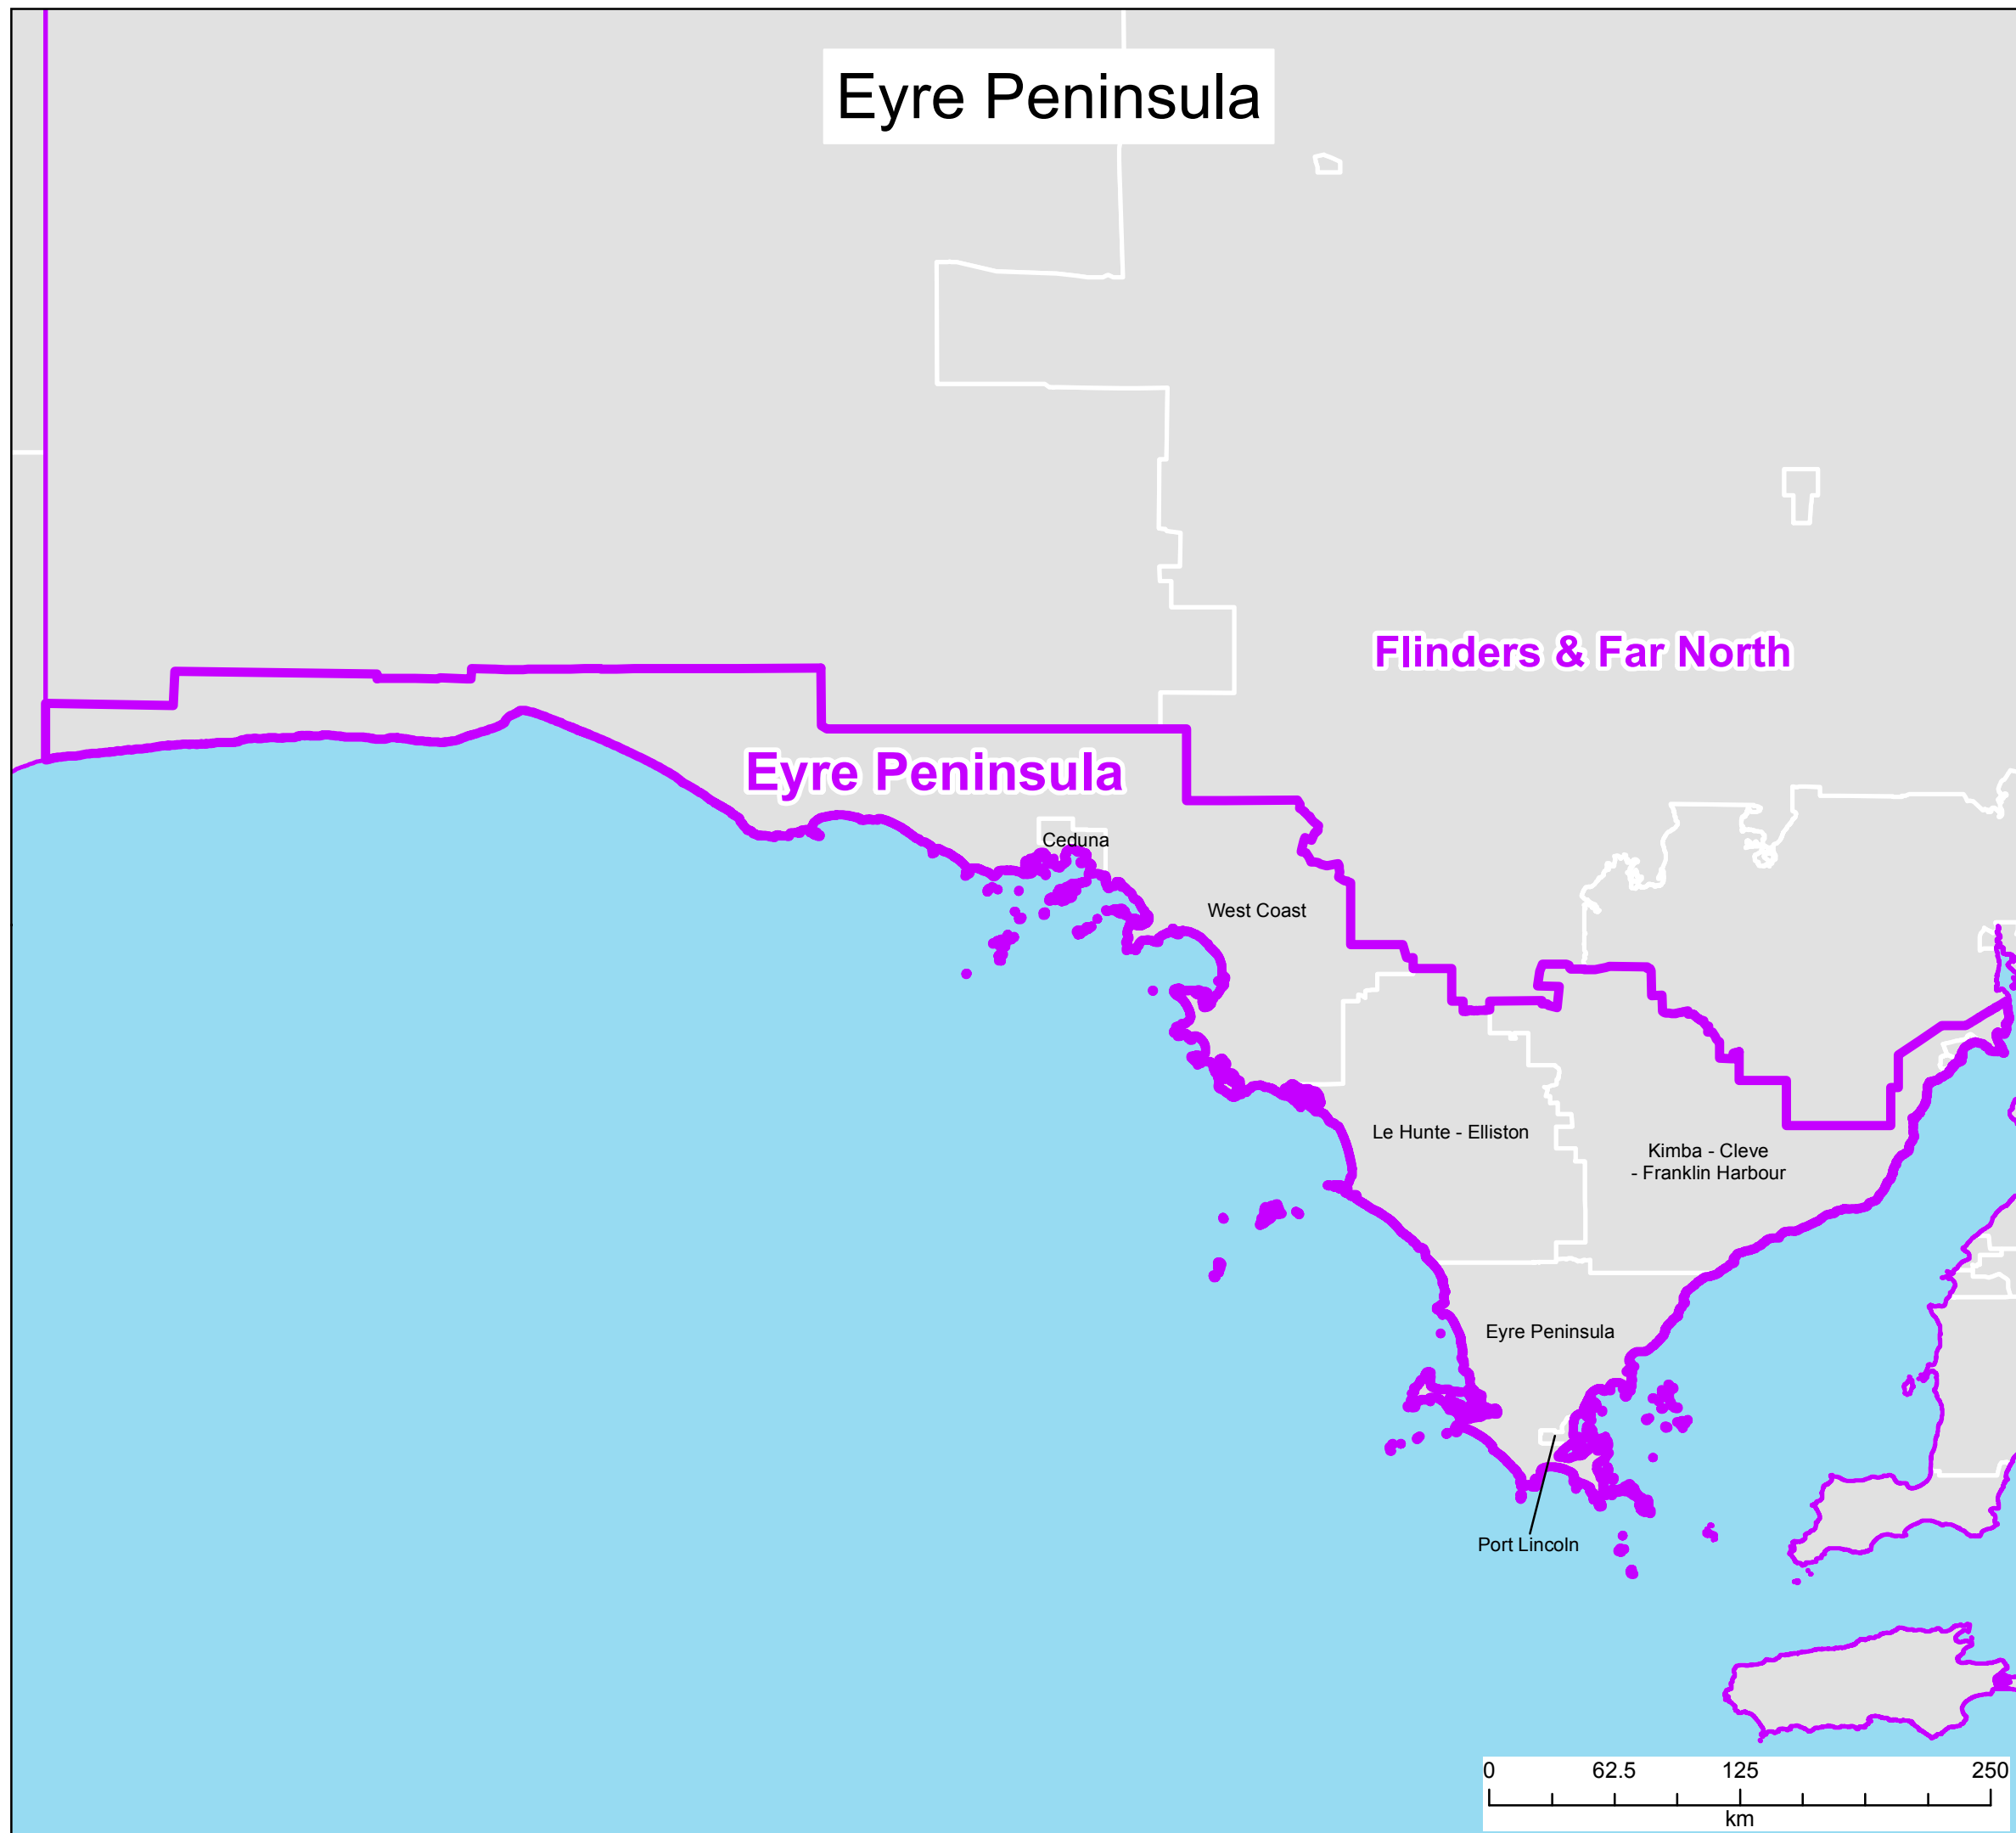 Eyre Peninsula
Flinders & Far North
Eyre Peninsula
Ceduna
West Coast
Le Hunte - Elliston
Kimba - Cleve
- Franklin Harbour
Eyre Peninsula
Port Lincoln
0 62.5 125 250
km